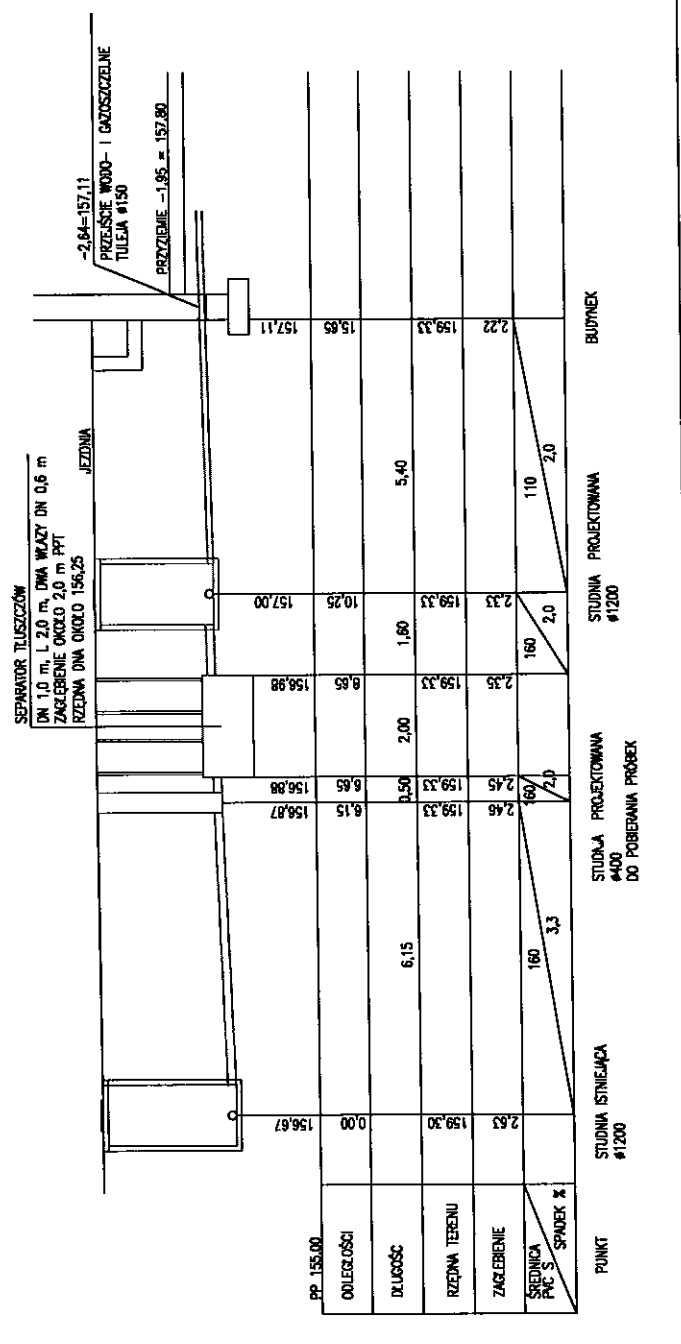 SEPARATOR TŁUSZCZÓW
DN 1,0 m, L 2,0 m, DWA WŁAZY DN 0,6 m
ZAGŁĘBIENIE OKOŁO 2,0 m PPT
RZĘDNA DNA OKOŁO 156,25
JEZDNIA
-2,64=157,11
PRZEJŚCIE WODO- I GAZOSZCZELNE
TULEJA ø150
PRZYZIEMIE -1,95 = 157,80
PP 155.00
156,67 156,87 156,88 156,98 157,00 157,11
ODLEGŁOŚCI 0,00 6,15 6,65 8,65 10,25 15,65
DŁUGOŚC 6,15 0,50 2,00 1,60 5,40
RZĘDNA TERENU 159,30 159,33 159,33 159,33 159,33 159,33
ZAGŁEBIENIE 2,63 2,46 2,45 2,35 2,33 2,22
ŚREDNICA
PVC S
160 160 160 110
SPADEK %
3,3 2,0 2,0 2,0
PUNKT
STUDNIA ISTNIEJĄCA
ø1200
STUDNIA PROJEKTOWANA
ø400
DO POBIERANIA PRÓBEK
STUDNIA PROJEKTOWANA
ø1200
BUDYNEK